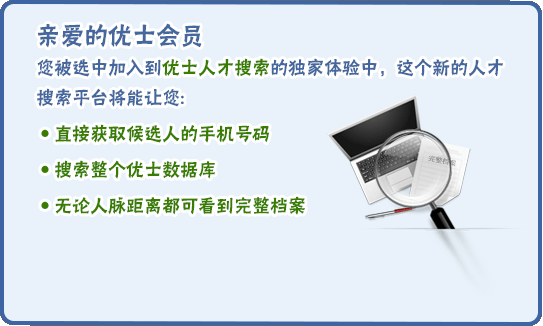 亲爱的优士会员
您被选中加入到优士人才搜索的独家体验中，这个新的人才
搜索平台将能让您:
• 直接获取候选人的手机号码
• 搜索整个优士数据库
• 无论人脉距离都可看到完整档案
完整档案